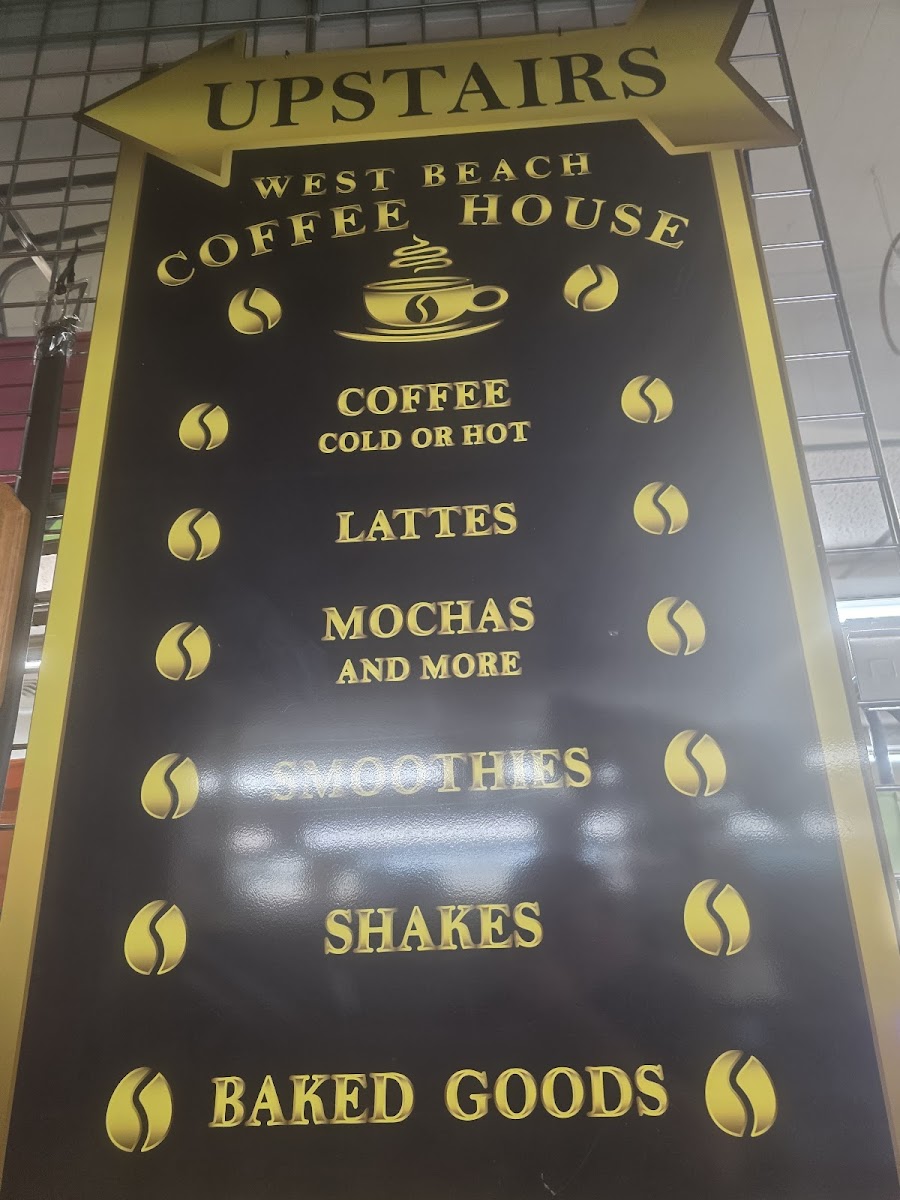 UPSTAIRS
WEST BEACH
COFFEE HOUSE
COFFEE
COLD OR HOT
LATTES
MOCHAS
AND MORE
SMOOTHIES
SHAKES
BAKED GOODS